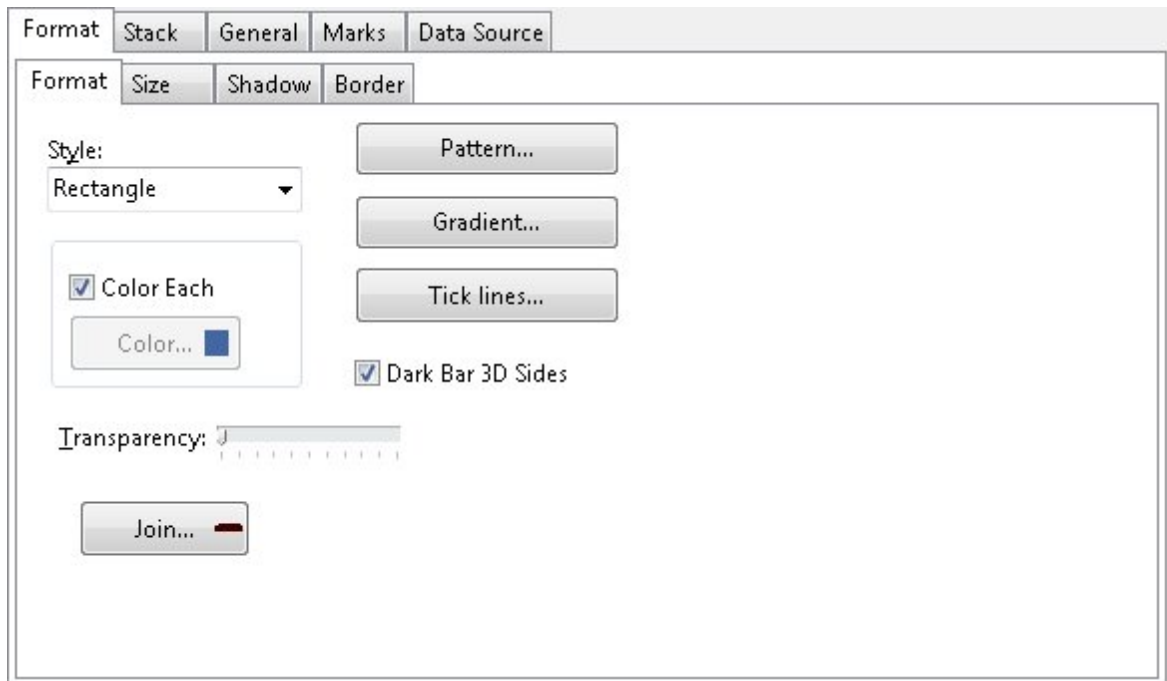 Format Stack General Marks Data Source
Format Size Shadow Border
Style:
Rectangle
Color Each
Color...
Transparency:
Join...
Pattern...
Gradient...
Tick lines...
Dark Bar 3D Sides